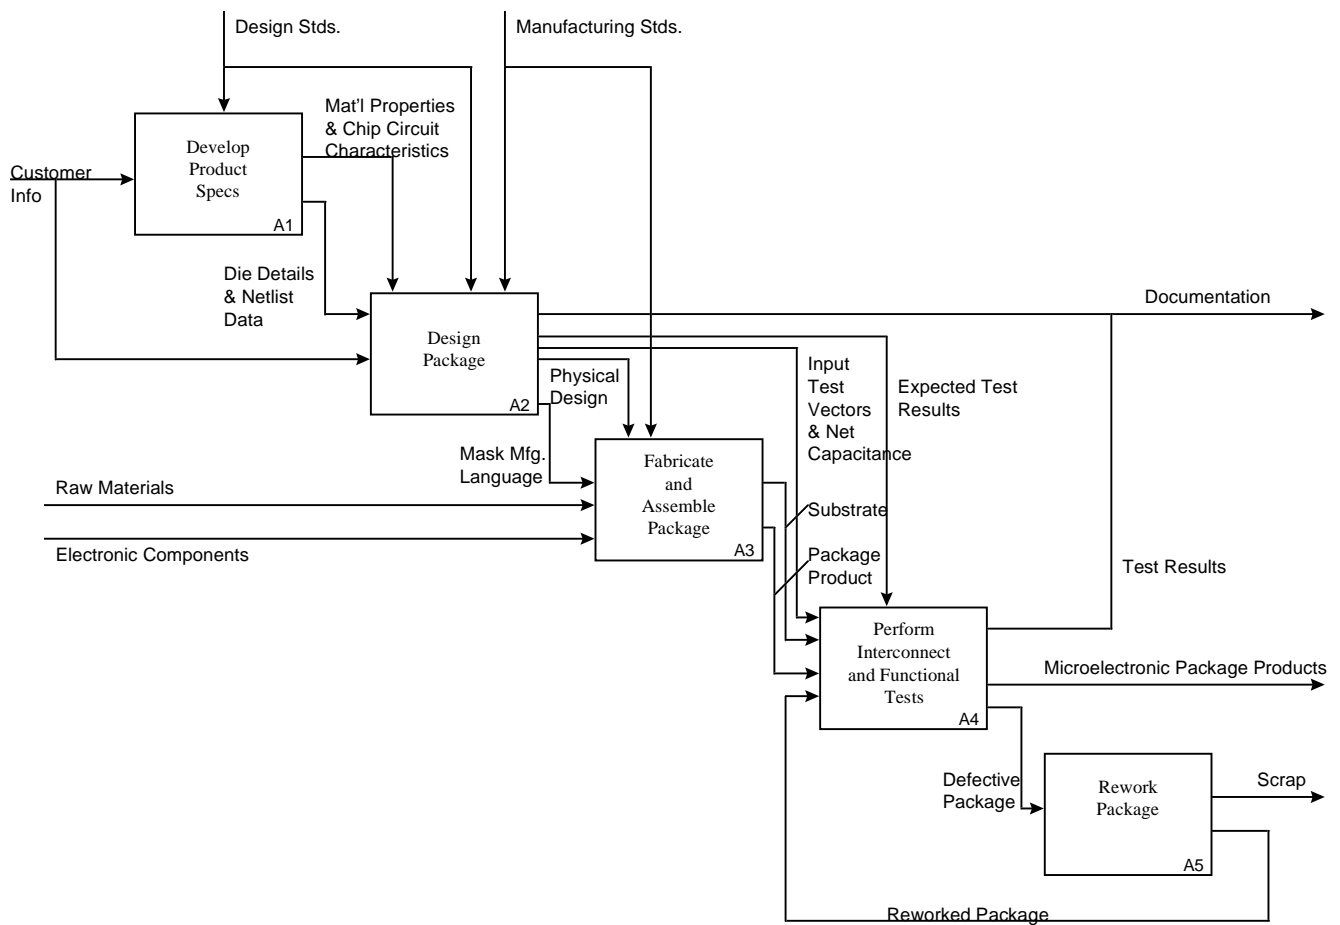 Design Stds.
Manufacturing Stds.
Mat'l Properties
& Chip Circuit
Characteristics
Develop
Product
Specs
A1
Customer
Info
Die Details
& Netlist
Data
Documentation
Design
Package
A2
Physical
Design
Input
Test
Vectors
& Net
Capacitance
Expected Test
Results
Mask Mfg.
Language
Fabricate
and
Assemble
Package
A3
Raw Materials
Electronic Components
Substrate
Package
Product
Test Results
Perform
Interconnect
and Functional
Tests
A4
Microelectronic Package Products
Defective
Package
Rework
Package
A5
Scrap
Reworked Package